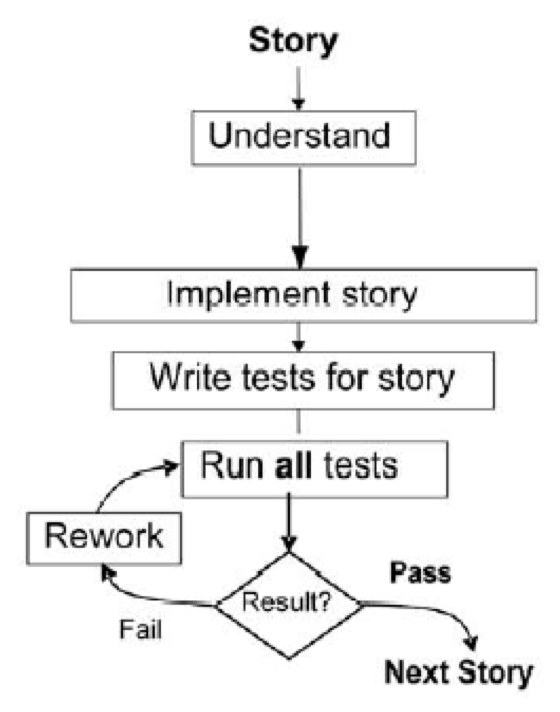 Story
Understand
Implement story
Write tests for story
Run all tests
Rework
Result?
Pass
Fail
Next Story